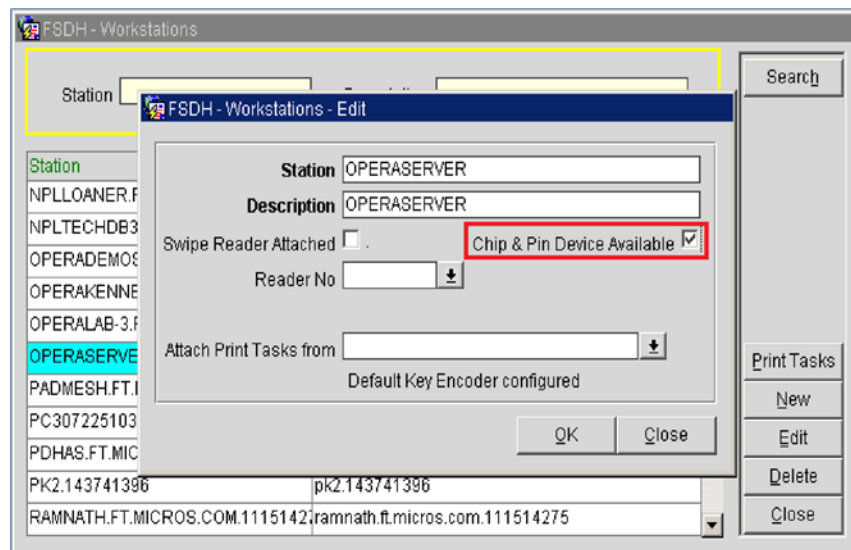 FSDH - Workstations
Station
Search
FSDH - Workstations - Edit
Station OPERASERVER
Description OPERASERVER
Swipe Reader Attached . Chip & Pin Device Available
Reader No
Attach Print Tasks from
Default Key Encoder configured
OK Close
Station
NPLLOANER.F
NPLTECHDB3
OPERADEMOS
OPERAKENNE
OPERALAB-3.F
OPERASERVE
PADMESH.FT.I
PC307225103
PDHAS.FT.MIC
PK2.143741396 pk2.143741396
RAMNATH.FT.MICROS.COM.11151427 ramnath.ft.micros.com.111514275
Print Tasks
New
Edit
Delete
Close